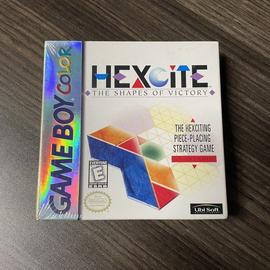 GAME BOY COLOR
HEXCITE
THE SHAPES OF VICTORY
THE HEXCITING
PIECE-PLACING
STRATEGY GAME
EVERYONE
E
Ubi Soft